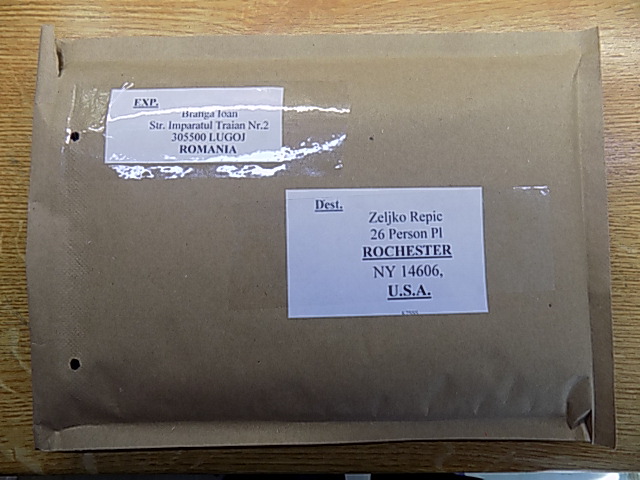 EXP.
Branga Ioan
Str. Imparatul Traian Nr.2
305500 LUGOJ
ROMANIA
Dest.
Zeljko Repic
26 Person Pl
ROCHESTER
NY 14606,
U.S.A.